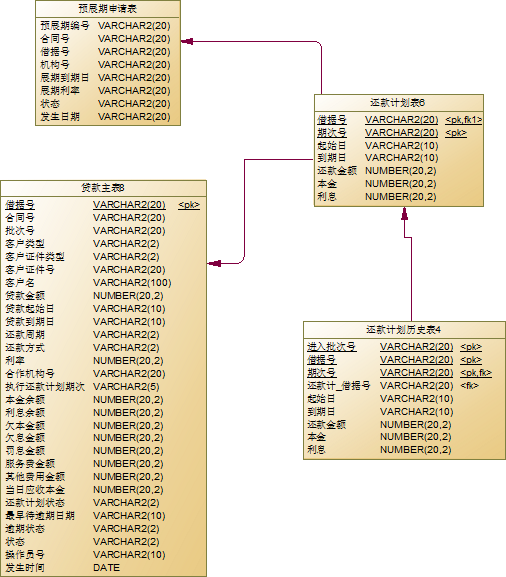 预展期申请表
预展期编号 VARCHAR2(20)
合同号 VARCHAR2(20)
借据号 VARCHAR2(20)
机构号 VARCHAR2(20)
展期到期日 VARCHAR2(20)
展期利率 VARCHAR2(20)
状态 VARCHAR2(20)
发生日期 VARCHAR2(20)
还款计划表6
借据号 VARCHAR2(20) <pk,fk1>
期次号 VARCHAR2(20) <pk>
起始日 VARCHAR2(10)
到期日 VARCHAR2(10)
还款金额 NUMBER(20,2)
本金 NUMBER(20,2)
利息 NUMBER(20,2)
贷款主表3
借据号 VARCHAR2(20) <pk>
合同号 VARCHAR2(20)
批次号 VARCHAR2(20)
客户类型 VARCHAR2(2)
客户证件类型 VARCHAR2(2)
客户证件号 VARCHAR2(20)
客户名 VARCHAR2(100)
贷款金额 NUMBER(20,2)
贷款起始日 VARCHAR2(10)
贷款到期日 VARCHAR2(10)
还款周期 VARCHAR2(2)
还款方式 VARCHAR2(2)
利率 NUMBER(20,2)
合作机构号 VARCHAR2(20)
执行还款计划期次 VARCHAR2(5)
本金余额 NUMBER(20,2)
利息余额 NUMBER(20,2)
欠本金额 NUMBER(20,2)
欠息金额 NUMBER(20,2)
罚息金额 NUMBER(20,2)
服务费金额 NUMBER(20,2)
其他费用金额 NUMBER(20,2)
当日应收本金 NUMBER(20,2)
还款计划状态 VARCHAR2(2)
最早待逾期日期 VARCHAR2(10)
逾期状态 VARCHAR2(2)
状态 VARCHAR2(2)
操作员号 VARCHAR2(10)
发生时间 DATE
还款计划历史表4
进入批次号 VARCHAR2(20) <pk>
借据号 VARCHAR2(20) <pk>
期次号 VARCHAR2(20) <pk,fk>
还款计_借据号 VARCHAR2(20) <fk>
起始日 VARCHAR2(10)
到期日 VARCHAR2(10)
还款金额 NUMBER(20,2)
本金 NUMBER(20,2)
利息 NUMBER(20,2)